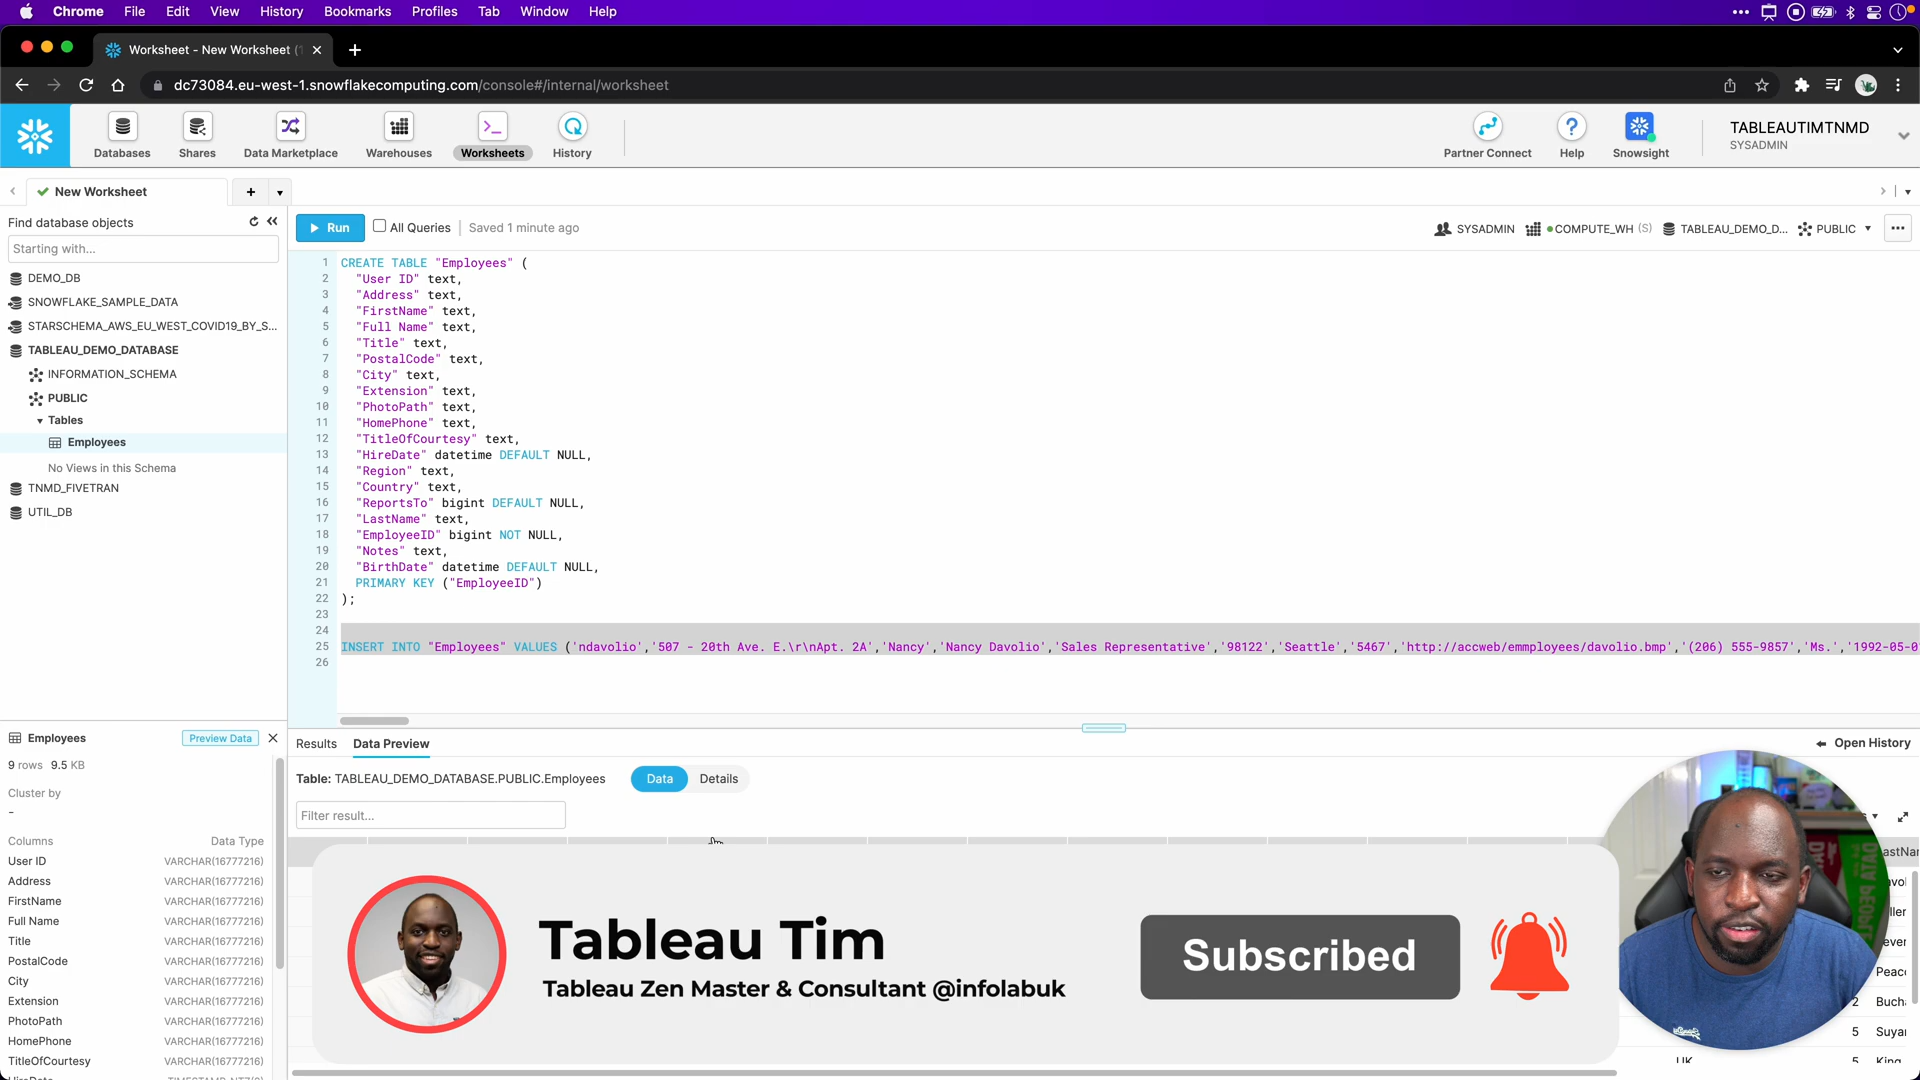 Chrome File Edit View History Bookmarks Profiles Tab Window Help
Worksheet - New Worksheet (
dc73084.eu-west-1.snowflakecomputing.com/console#/internal/worksheet
Databases Shares Data Marketplace Warehouses Worksheets History Partner Connect Help Snowsight
TABLEAUTIMTNMD
SYSADMIN
New Worksheet
Find database objects
Starting with...
DEMO_DB
SNOWFLAKE_SAMPLE_DATA
STARSCHEMA_AWS_EU_WEST_COVID19_BY_S...
TABLEAU_DEMO_DATABASE
INFORMATION_SCHEMA
PUBLIC
Tables
Employees
No Views in this Schema
TNMD_FIVETRAN
UTIL_DB
Run All Queries Saved 1 minute ago SYSADMIN COMPUTE_WH (S) TABLEAU_DEMO_D... PUBLIC
1 CREATE TABLE "Employees" (
2 "User ID" text,
3 "Address" text,
4 "FirstName" text,
5 "Full Name" text,
6 "Title" text,
7 "PostalCode" text,
8 "City" text,
9 "Extension" text,
10 "PhotoPath" text,
11 "HomePhone" text,
12 "TitleOfCourtesy" text,
13 "HireDate" datetime DEFAULT NULL,
14 "Region" text,
15 "Country" text,
16 "ReportsTo" bigint DEFAULT NULL,
17 "LastName" text,
18 "EmployeeID" bigint NOT NULL,
19 "Notes" text,
20 "BirthDate" datetime DEFAULT NULL,
21 PRIMARY KEY ("EmployeeID")
22 );
23
24
25 INSERT INTO "Employees" VALUES ('ndavolio','507 - 20th Ave. E.\r\nApt. 2A','Nancy','Nancy Davolio','Sales Representative','98122','Seattle','5467','http://accweb/emmployees/davolio.bmp','(206) 555-9857','Ms.','1992-05-0
26
Employees Preview Data
9 rows 9.5 KB
Cluster by
-
Columns Data Type
User ID VARCHAR(16777216)
Address VARCHAR(16777216)
FirstName VARCHAR(16777216)
Full Name VARCHAR(16777216)
Title VARCHAR(16777216)
PostalCode VARCHAR(16777216)
City VARCHAR(16777216)
Extension VARCHAR(16777216)
PhotoPath VARCHAR(16777216)
HomePhone VARCHAR(16777216)
TitleOfCourtesy VARCHAR(16777216)
Results Data Preview Open History
Table: TABLEAU_DEMO_DATABASE.PUBLIC.Employees Data Details
Filter result...
Tableau Tim
Tableau Zen Master & Consultant @infolabuk
Subscribed
2 Bucha
5 Suya
UK 5 King